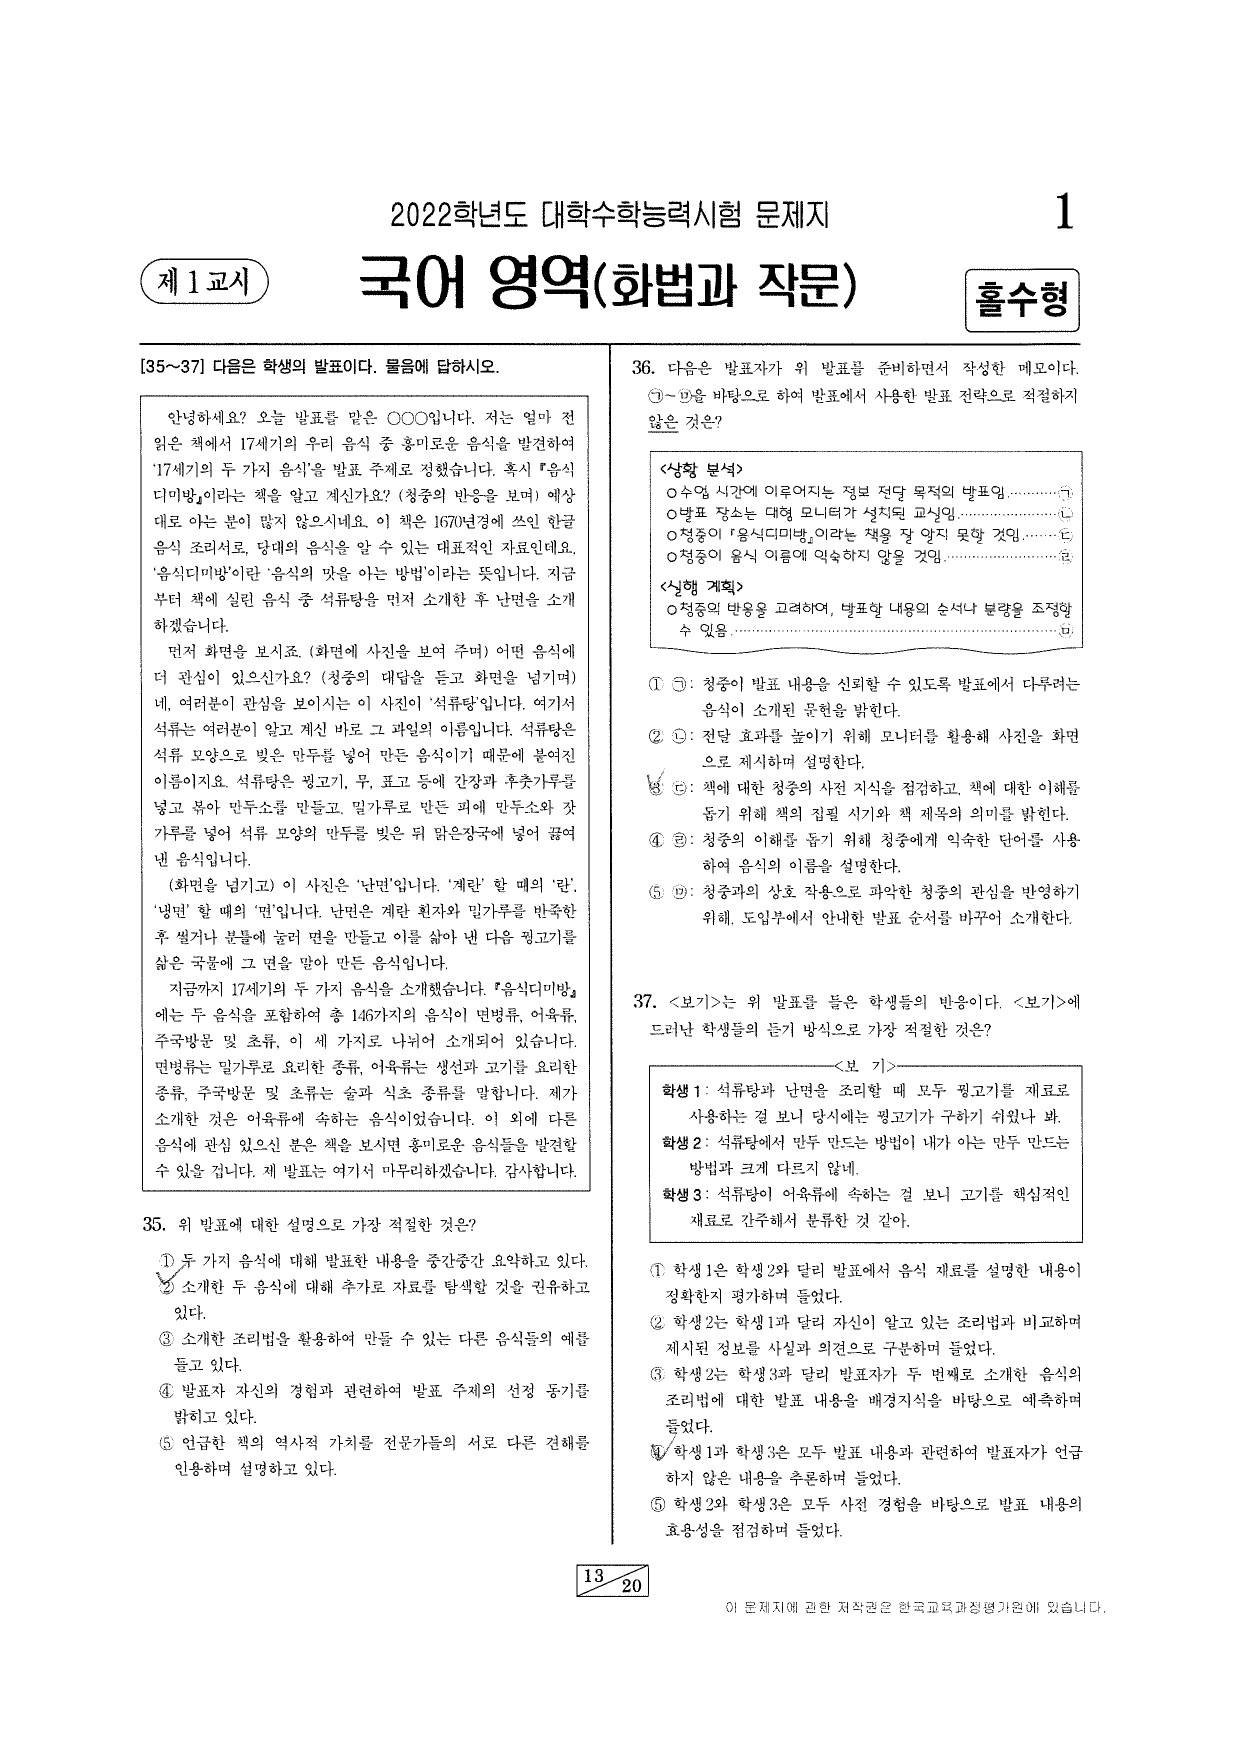 2022학년도 대학수학능력시험 문제지
1
제 1 교시
국어 영역(화법과 작문)
홀수형
[35~37] 다음은 학생의 발표이다. 물음에 답하시오.
안녕하세요? 오늘 발표를 맡은 ○○○입니다. 저는 얼마 전
읽은 책에서 17세기의 우리 음식 중 흥미로운 음식을 발견하여
‘17세기의 두 가지 음식’을 발표 주제로 정했습니다. 혹시 『음식
디미방』이라는 책을 알고 계신가요? (청중의 반응을 보며) 예상
대로 아는 분이 많지 않으시네요. 이 책은 1670년경에 쓰인 한글
음식 조리서로, 당대의 음식을 알 수 있는 대표적인 자료인데요,
‘음식디미방’이란 ‘음식의 맛을 아는 방법’이라는 뜻입니다. 지금
부터 책에 실린 음식 중 석류탕을 먼저 소개한 후 난면을 소개
하겠습니다.
먼저 화면을 보시죠. (화면에 사진을 보여 주며) 어떤 음식에
더 관심이 있으신가요? (청중의 대답을 듣고 화면을 넘기며)
네, 여러분이 관심을 보이시는 이 사진이 ‘석류탕’입니다. 여기서
석류는 여러분이 알고 계신 바로 그 과일의 이름입니다. 석류탕은
석류 모양으로 빚은 만두를 넣어 만든 음식이기 때문에 붙여진
이름이지요. 석류탕은 꿩고기, 무, 표고 등에 간장과 후춧가루를
넣고 볶아 만두소를 만들고, 밀가루로 만든 피에 만두소와 잣
가루를 넣어 석류 모양의 만두를 빚은 뒤 맑은장국에 넣어 끓여
낸 음식입니다.
(화면을 넘기고) 이 사진은 ‘난면’입니다. ‘계란’ 할 때의 ‘란’,
‘냉면’ 할 때의 ‘면’입니다. 난면은 계란 흰자와 밀가루를 반죽한
후 썰거나 분틀에 눌러 면을 만들고 이를 삶아 낸 다음 꿩고기를
삶은 국물에 그 면을 말아 만든 음식입니다.
지금까지 17세기의 두 가지 음식을 소개했습니다. 『음식디미방』
에는 두 음식을 포함하여 총 146가지의 음식이 면병류, 어육류,
주국방문 및 초류, 이 세 가지로 나뉘어 소개되어 있습니다.
면병류는 밀가루로 요리한 종류, 어육류는 생선과 고기를 요리한
종류, 주국방문 및 초류는 술과 식초 종류를 말합니다. 제가
소개한 것은 어육류에 속하는 음식이었습니다. 이 외에 다른
음식에 관심 있으신 분은 책을 보시면 흥미로운 음식들을 발견할
수 있을 겁니다. 제 발표는 여기서 마무리하겠습니다. 감사합니다.
35. 위 발표에 대한 설명으로 가장 적절한 것은?
① 두 가지 음식에 대해 발표한 내용을 중간중간 요약하고 있다.
② 소개한 두 음식에 대해 추가로 자료를 탐색할 것을 권유하고
있다.
③ 소개한 조리법을 활용하여 만들 수 있는 다른 음식들의 예를
들고 있다.
④ 발표자 자신의 경험과 관련하여 발표 주제의 선정 동기를
밝히고 있다.
⑤ 언급한 책의 역사적 가치를 전문가들의 서로 다른 견해를
인용하며 설명하고 있다.
36. 다음은 발표자가 위 발표를 준비하면서 작성한 메모이다.
㉠~㉤을 바탕으로 하여 발표에서 사용한 발표 전략으로 적절하지
않은 것은?
<상황 분석>
○수업 시간에 이루어지는 정보 전달 목적의 발표임.···········㉠
○발표 장소는 대형 모니터가 설치된 교실임.······················㉡
○청중이 『음식디미방』이라는 책을 잘 알지 못할 것임.·······㉢
○청중이 음식 이름에 익숙하지 않을 것임.·························㉣
<실행 계획>
○청중의 반응을 고려하여, 발표할 내용의 순서나 분량을 조정할
수 있음.·······································································㉤
① ㉠: 청중이 발표 내용을 신뢰할 수 있도록 발표에서 다루려는
음식이 소개된 문헌을 밝힌다.
② ㉡: 전달 효과를 높이기 위해 모니터를 활용해 사진을 화면
으로 제시하며 설명한다.
③ ㉢: 책에 대한 청중의 사전 지식을 점검하고, 책에 대한 이해를
돕기 위해 책의 집필 시기와 책 제목의 의미를 밝힌다.
④ ㉣: 청중의 이해를 돕기 위해 청중에게 익숙한 단어를 사용
하여 음식의 이름을 설명한다.
⑤ ㉤: 청중과의 상호 작용으로 파악한 청중의 관심을 반영하기
위해, 도입부에서 안내한 발표 순서를 바꾸어 소개한다.
37. <보기>는 위 발표를 들은 학생들의 반응이다. <보기>에
드러난 학생들의 듣기 방식으로 가장 적절한 것은?
<보 기>
학생 1: 석류탕과 난면을 조리할 때 모두 꿩고기를 재료로
사용하는 걸 보니 당시에는 꿩고기가 구하기 쉬웠나 봐.
학생 2: 석류탕에서 만두 만드는 방법이 내가 아는 만두 만드는
방법과 크게 다르지 않네.
학생 3: 석류탕이 어육류에 속하는 걸 보니 고기를 핵심적인
재료로 간주해서 분류한 것 같아.
① 학생 1은 학생 2와 달리 발표에서 음식 재료를 설명한 내용이
정확한지 평가하며 들었다.
② 학생 2는 학생 1과 달리 자신이 알고 있는 조리법과 비교하며
제시된 정보를 사실과 의견으로 구분하며 들었다.
③ 학생 2는 학생 3과 달리 발표자가 두 번째로 소개한 음식의
조리법에 대한 발표 내용을 배경지식을 바탕으로 예측하며
들었다.
④ 학생 1과 학생 3은 모두 발표 내용과 관련하여 발표자가 언급
하지 않은 내용을 추론하며 들었다.
⑤ 학생 2와 학생 3은 모두 사전 경험을 바탕으로 발표 내용의
효용성을 점검하며 들었다.
13
20
이 문제지에 관한 저작권은 한국교육과정평가원에 있습니다.